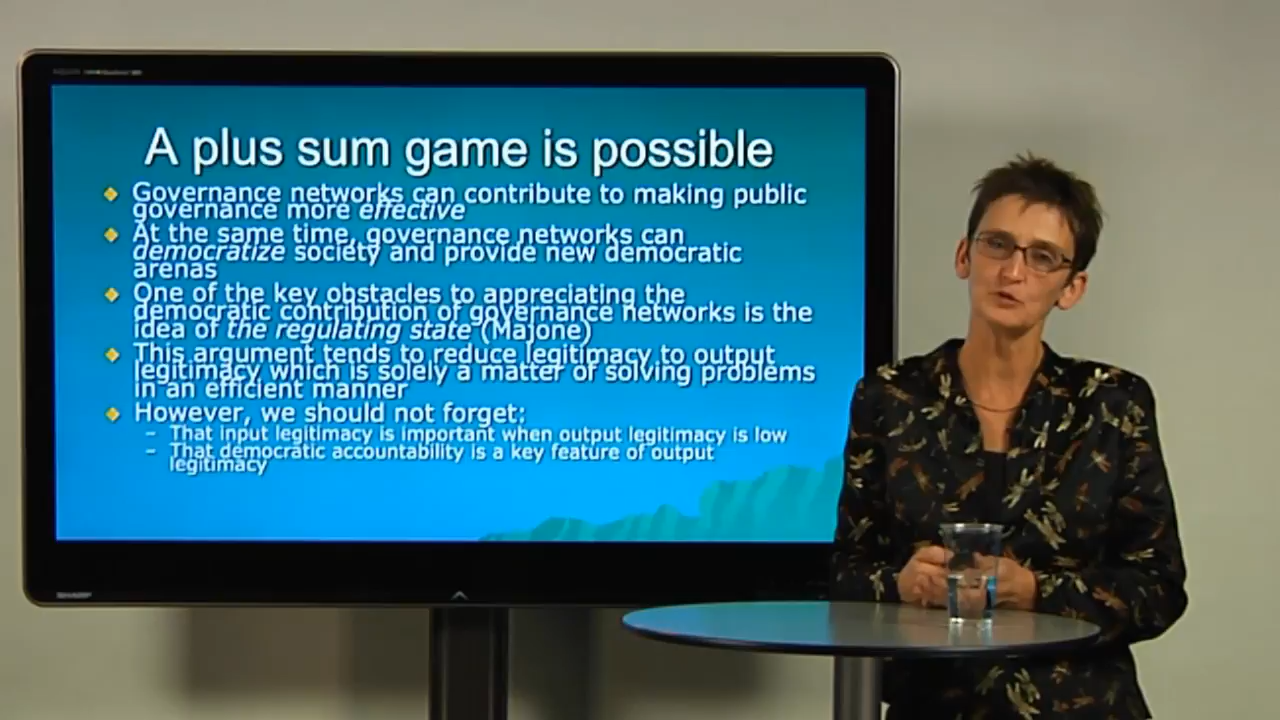 A plus sum game is possible
Governance networks can contribute to making public
governance more effective
At the same time, governance networks can
democratize society and provide new democratic
arenas
One of the key obstacles to appreciating the
democratic contribution of governance networks is the
idea of the regulating state (Majone)
This argument tends to reduce legitimacy to output
legitimacy which is solely a matter of solving problems
in an efficient manner
However, we should not forget:
– That input legitimacy is important when output legitimacy is low
– That democratic accountability is a key feature of output
legitimacy
SHARP